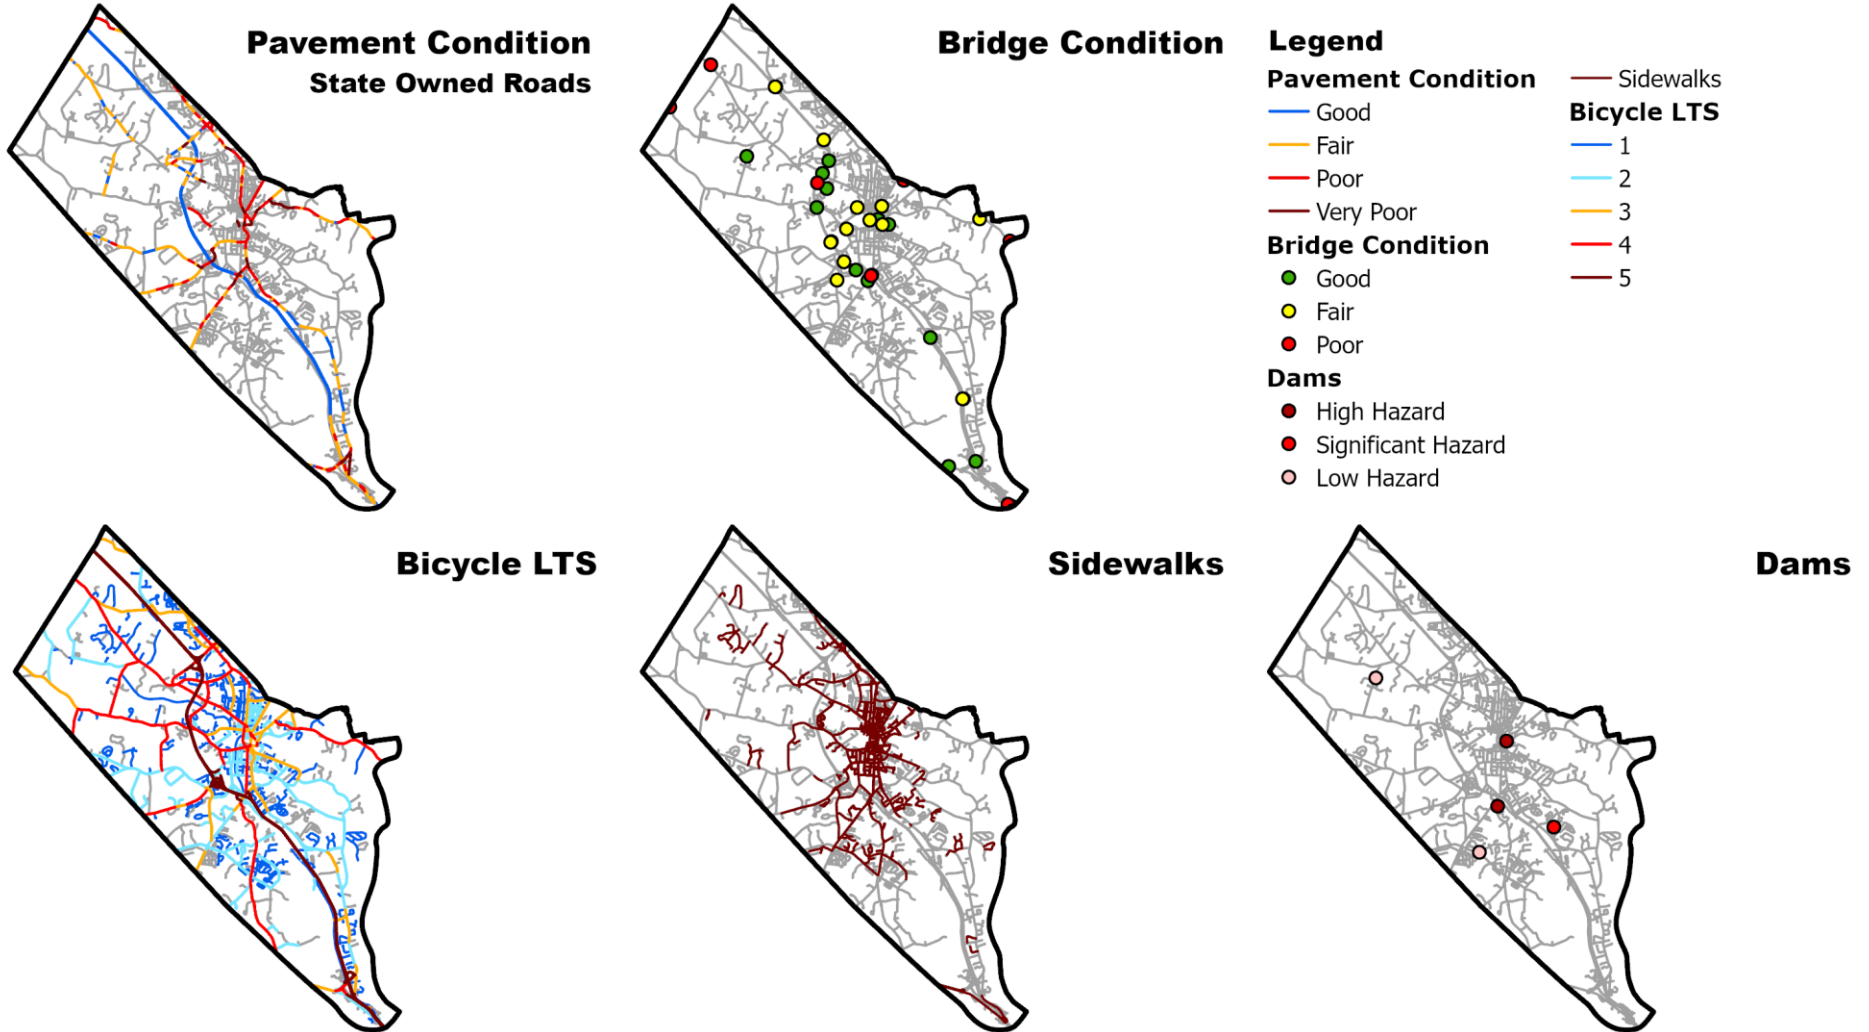 Pavement Condition
State Owned Roads
Bridge Condition
Legend
Pavement Condition
Good
Fair
Poor
Very Poor
Bridge Condition
Good
Fair
Poor
Dams
High Hazard
Significant Hazard
Low Hazard
Sidewalks
Bicycle LTS
1
2
3
4
5
Bicycle LTS
Sidewalks
Dams